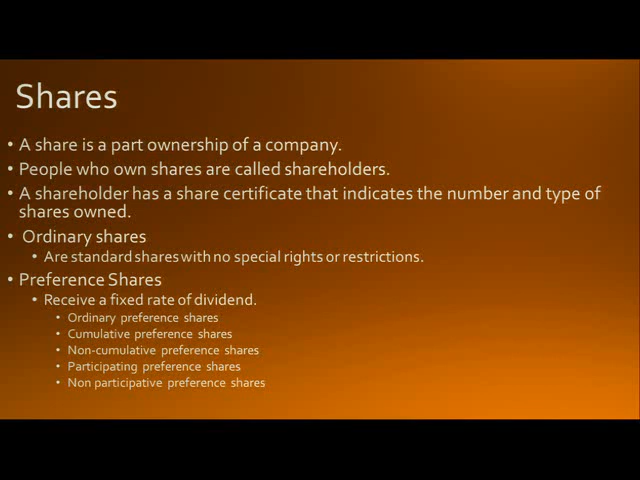 Shares
• A share is a part ownership of a company.
• People who own shares are called shareholders.
• A shareholder has a share certificate that indicates the number and type of
shares owned.
• Ordinary shares
• Are standard shares with no special rights or restrictions.
• Preference Shares
• Receive a fixed rate of dividend.
• Ordinary preference shares
• Cumulative preference shares
• Non-cumulative preference shares
• Participating preference shares
• Non participative preference shares